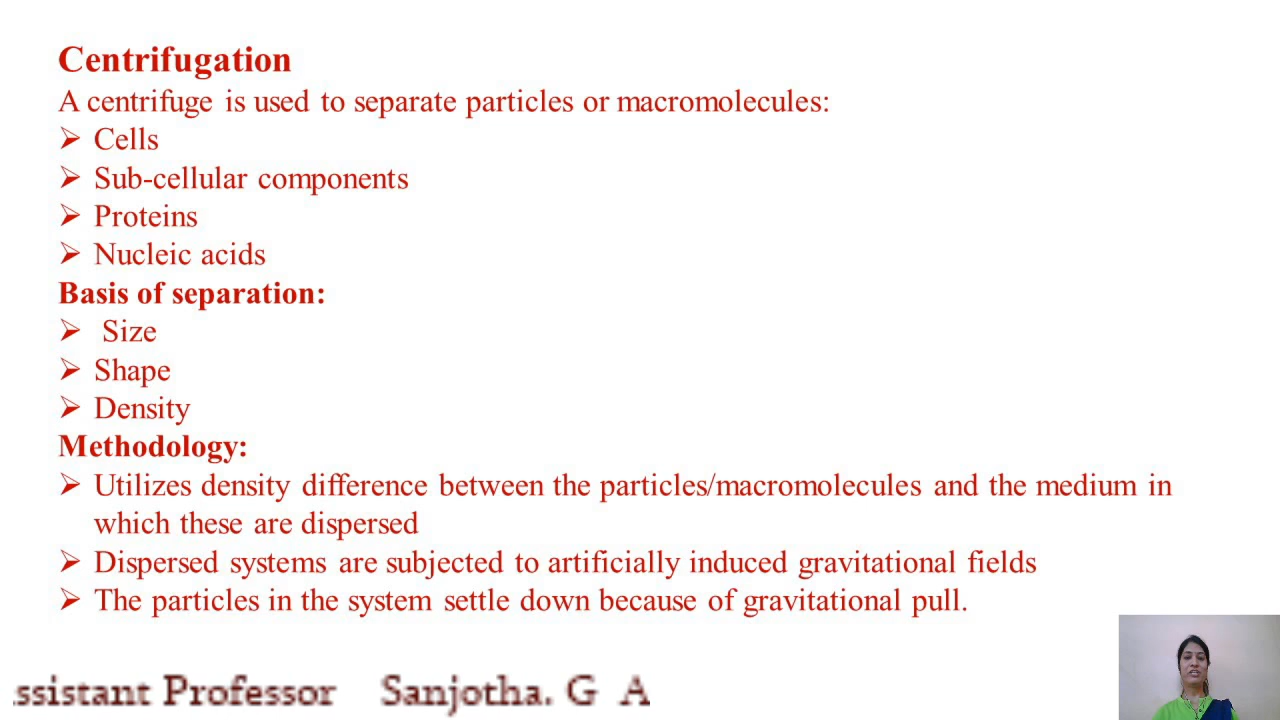 Centrifugation
A centrifuge is used to separate particles or macromolecules:
➢ Cells
➢ Sub-cellular components
➢ Proteins
➢ Nucleic acids
Basis of separation:
➢ Size
➢ Shape
➢ Density
Methodology:
➢ Utilizes density difference between the particles/macromolecules and the medium in
which these are dispersed
➢ Dispersed systems are subjected to artificially induced gravitational fields
➢ The particles in the system settle down because of gravitational pull.
ssistant Professor Sanjotha. G A